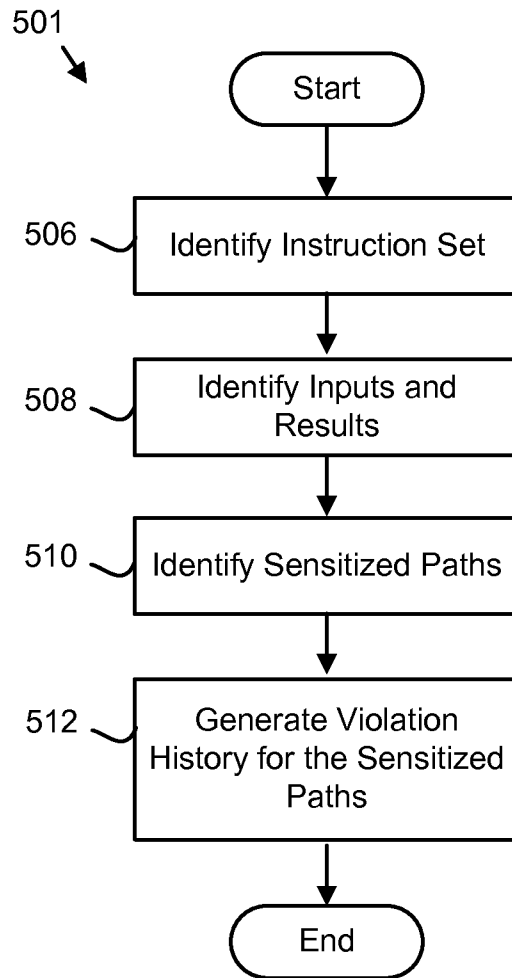 501
Start
506
Identify Instruction Set
508
Identify Inputs and
Results
510
Identify Sensitized Paths
512
Generate Violation
History for the Sensitized
Paths
End